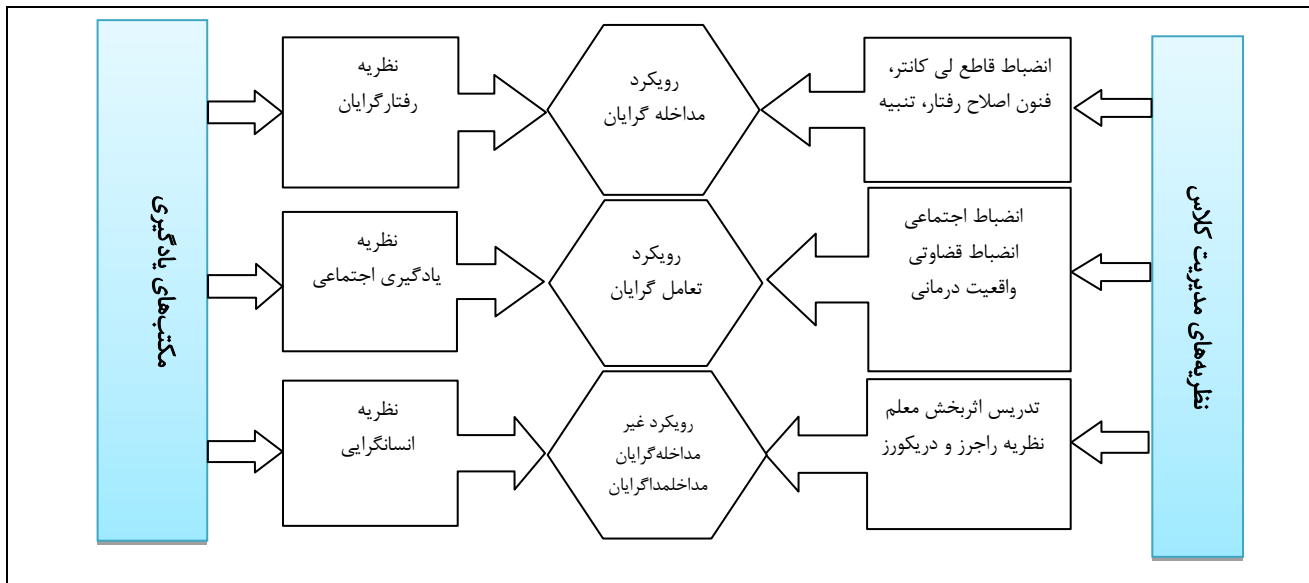 نظریه‌های مدیریت کلاس
انضباط قاطع لی کانتر،
فنون اصلاح رفتار، تنبیه
رویکرد
مداخله گرایان
نظریه
رفتارگرایان
انضباط اجتماعی
انضباط قضاوتی
واقعیت درمانی
رویکرد
تعامل گرایان
نظریه
یادگیری اجتماعی
تدریس اثربخش معلم
نظریه راجرز و دریکورز
رویکرد غیر
مداخله‌گرایان
مداخلمداگرایان
نظریه
انسانگرایی
مکتب‌های یادگیری